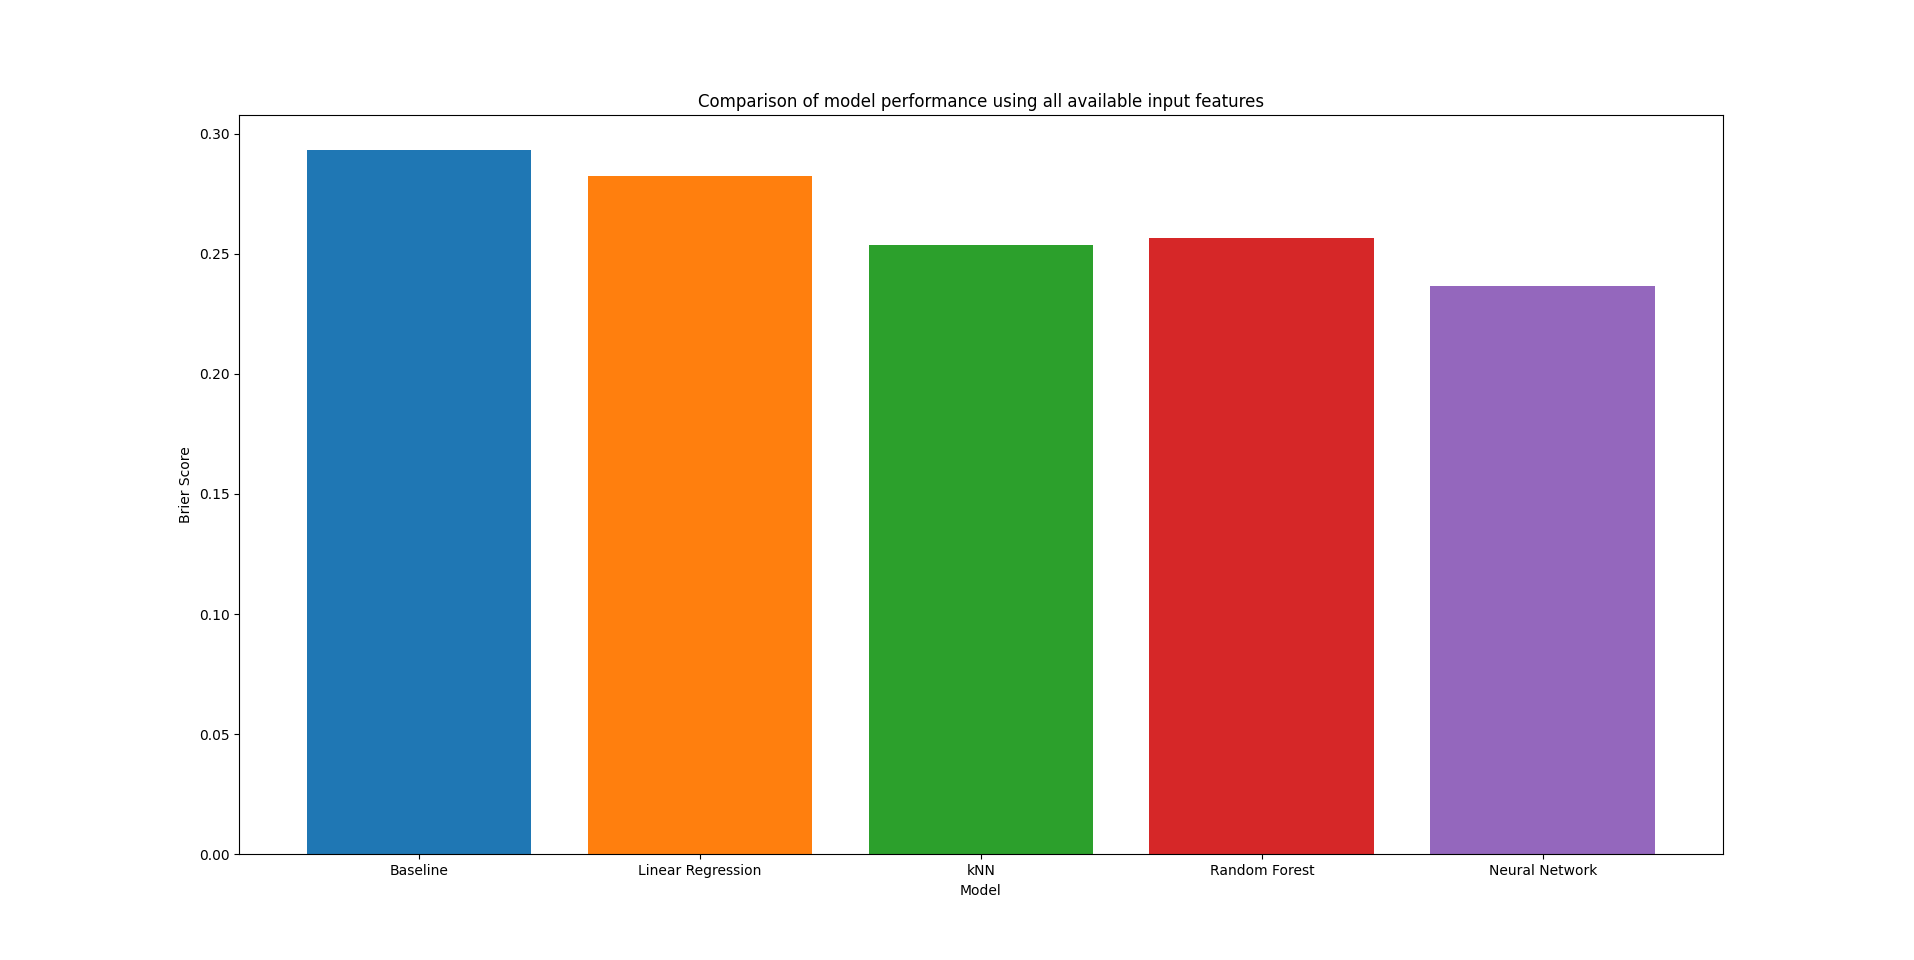 Comparison of model performance using all available input features
0.30
0.25
0.20
0.15
0.10
0.05
0.00
Brier Score
Baseline
Linear Regression
kNN
Random Forest
Neural Network
Model